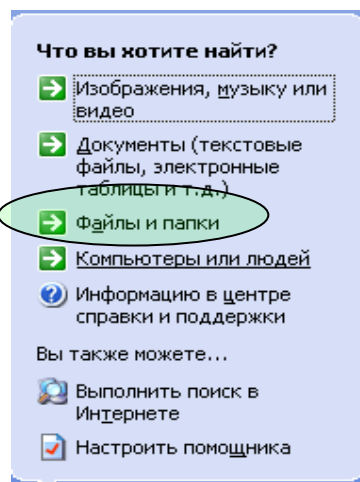 Что вы хотите найти?
Изображения, музыку или
видео
Документы (текстовые
файлы, электронные
таблицы и т.д.)
Файлы и папки
Компьютеры или людей
Информацию в центре
справки и поддержки
Вы также можете...
Выполнить поиск в
Интернете
Настроить помощника